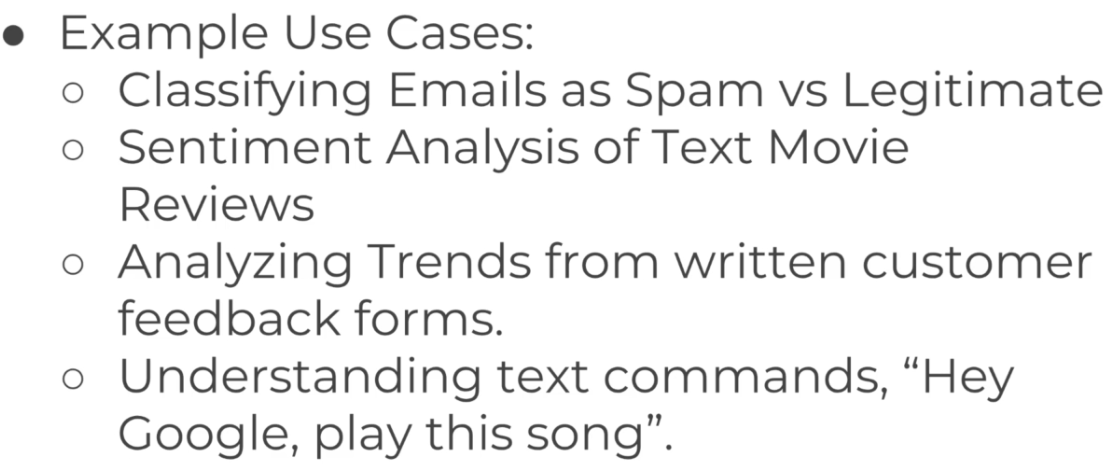 ● Example Use Cases:
○ Classifying Emails as Spam vs Legitimate
○ Sentiment Analysis of Text Movie
Reviews
○ Analyzing Trends from written customer
feedback forms.
○ Understanding text commands, “Hey
Google, play this song”.